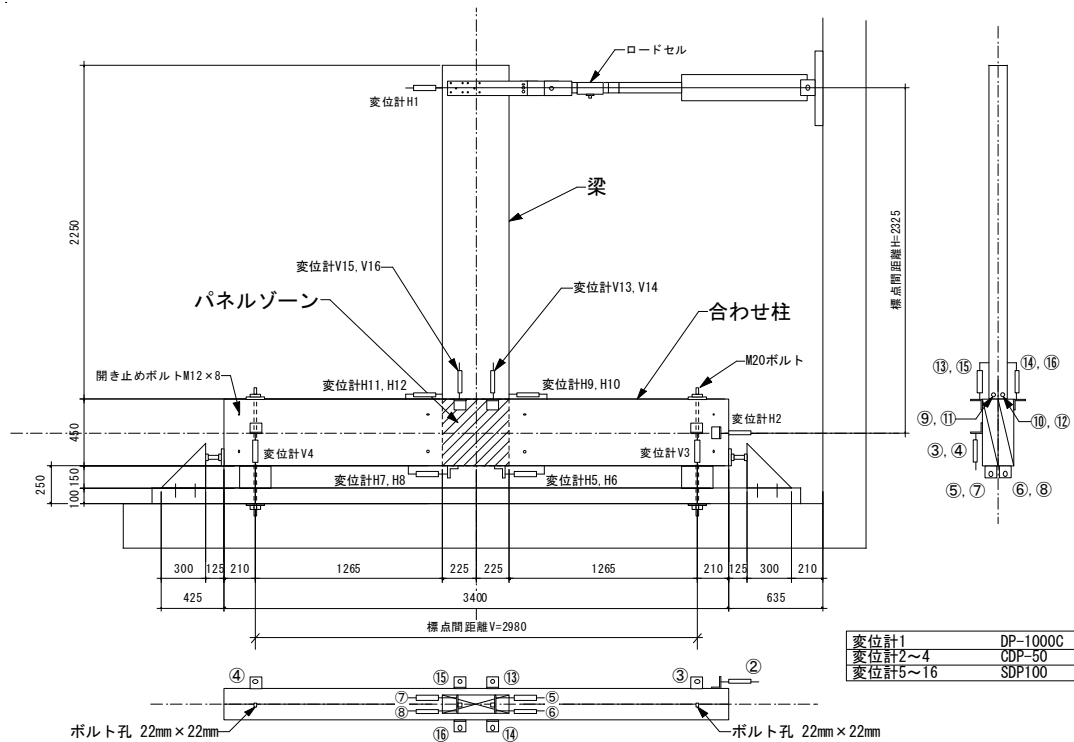 ロードセル
変位計H1
梁
2250
標点間距離H=2325
変位計V15, V16
変位計V13, V14
パネルゾーン
合わせ柱
M20ボルト
開き止めボルトM12×8
変位計H11, H12
変位計H9, H10
変位計H2
450
変位計V4
変位計V3
変位計H7, H8
変位計H5, H6
250
150
100
⑬, ⑮
⑭, ⑯
⑨, ⑪
⑩, ⑫
③, ④
⑤, ⑦
⑥, ⑧
300
125
210
1265
225
225
1265
210
125
300
210
425
3400
635
標点間距離V=2980
変位計1 DP-1000C
変位計2~4 CDP-50
変位計5~16 SDP100
④
⑮
⑬
③
②
⑦
⑤
⑧
⑥
⑯
⑭
ボルト孔 22mm×22mm
ボルト孔 22mm×22mm